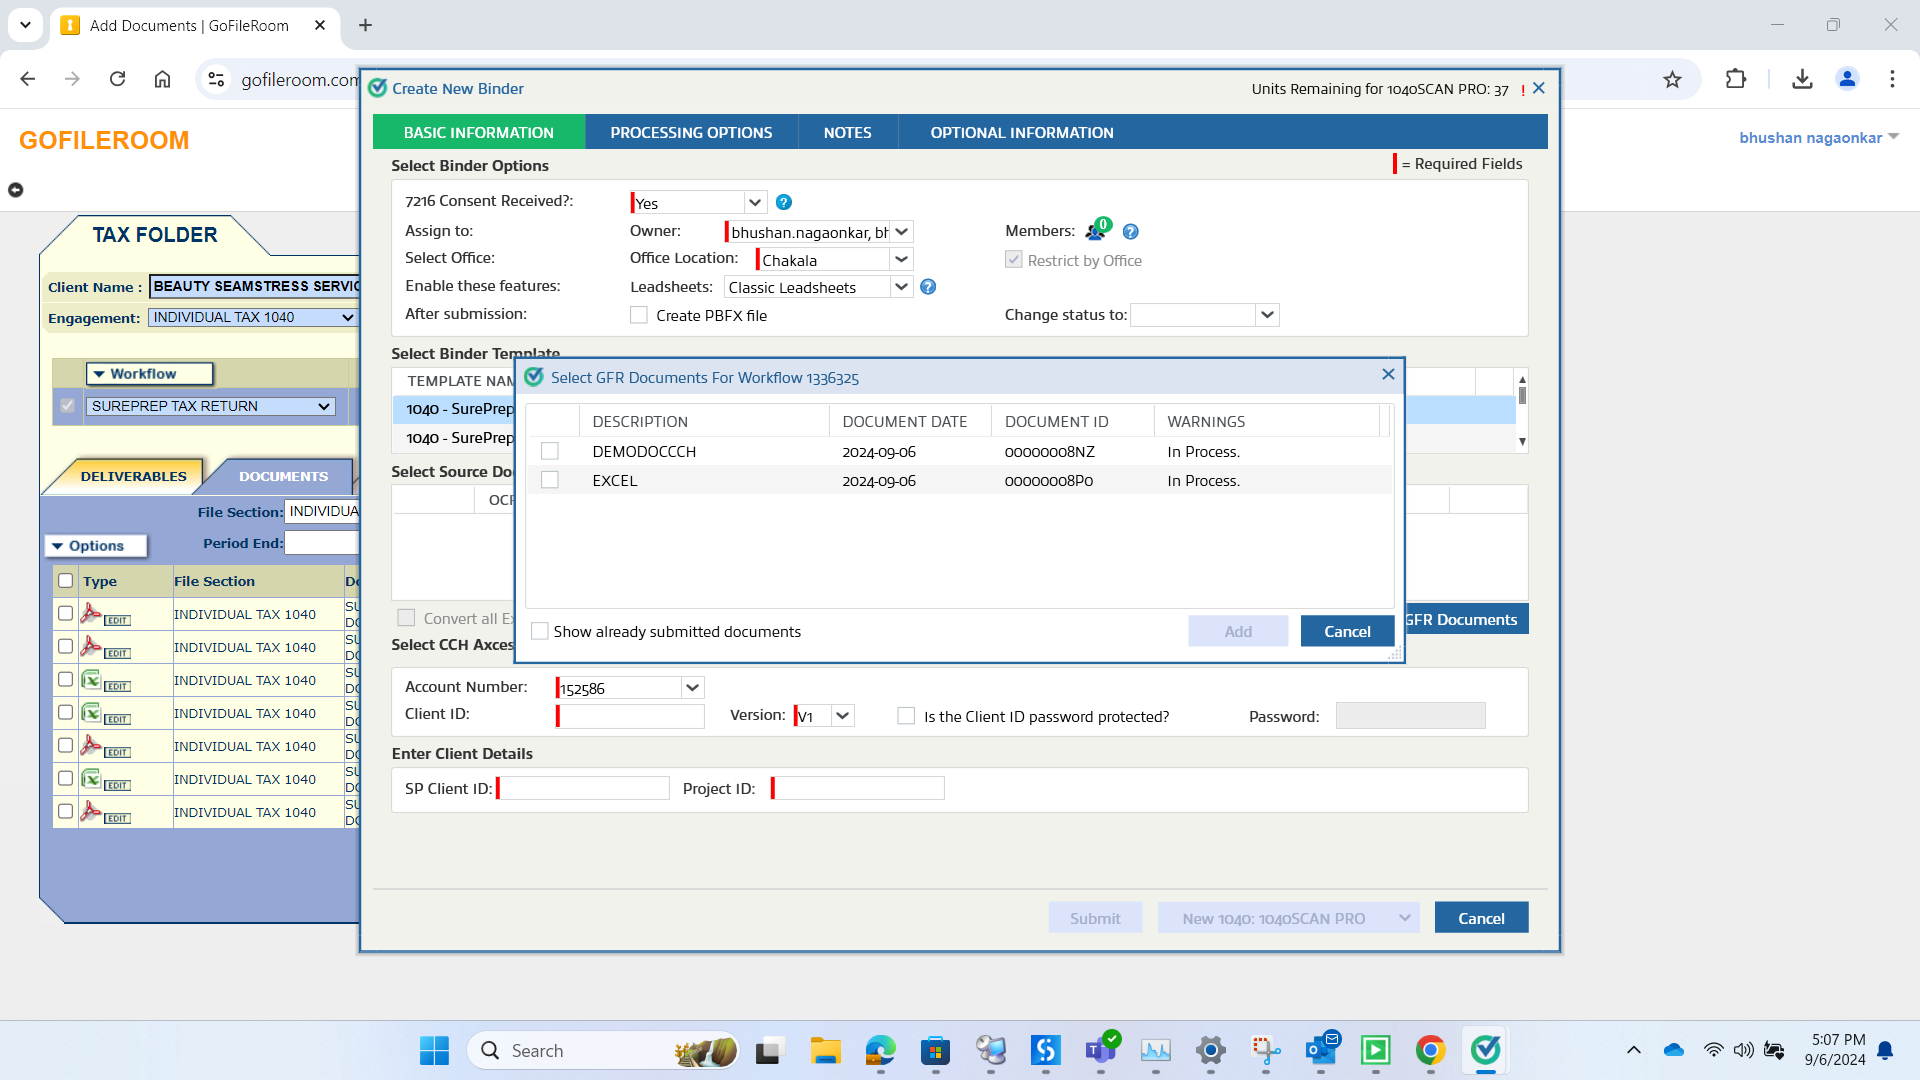 Add Documents | GoFileRoom
gofileroom.com
GOFILEROOM
bhushan nagaonkar
TAX FOLDER
Client Name :
BEAUTY SEAMSTRESS SERVIC
Engagement:
INDIVIDUAL TAX 1040
Workflow
SUREPREP TAX RETURN
DELIVERABLES
DOCUMENTS
File Section:
INDIVIDUA
Options
Period End:
Type
File Section
Do
EDIT
INDIVIDUAL TAX 1040
SU
DO
EDIT
INDIVIDUAL TAX 1040
SU
DO
EDIT
INDIVIDUAL TAX 1040
SU
DO
EDIT
INDIVIDUAL TAX 1040
SU
DO
EDIT
INDIVIDUAL TAX 1040
SU
DO
EDIT
INDIVIDUAL TAX 1040
SU
DO
EDIT
INDIVIDUAL TAX 1040
SU
DO
Create New Binder
Units Remaining for 1040SCAN PRO: 37 !
BASIC INFORMATION
PROCESSING OPTIONS
NOTES
OPTIONAL INFORMATION
Select Binder Options
= Required Fields
7216 Consent Received?:
Yes
Assign to:
Owner:
bhushan.nagaonkar, bh
Members:
0
Select Office:
Office Location:
Chakala
Restrict by Office
Enable these features:
Leadsheets:
Classic Leadsheets
After submission:
Create PBFX file
Change status to:
Select Binder Template
TEMPLATE NAM
1040 - SurePrep
1040 - SurePrep
Select Source Do
OCR
Convert all Ex
GFR Documents
Select CCH Axces
Account Number:
152586
Client ID:
Version:
V1
Is the Client ID password protected?
Password:
Enter Client Details
SP Client ID:
Project ID:
Submit
New 1040: 1040SCAN PRO
Cancel
Select GFR Documents For Workflow 1336325
DESCRIPTION
DOCUMENT DATE
DOCUMENT ID
WARNINGS
DEMODOCCCH
2024-09-06
00000008NZ
In Process.
EXCEL
2024-09-06
00000008P0
In Process.
Show already submitted documents
Add
Cancel
Search
5:07 PM
9/6/2024